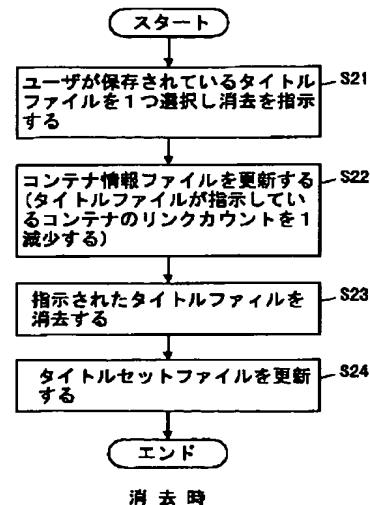 スタート
ユーザが保存されているタイトル
ファイルを1つ選択し消去を指示
する
S21
コンテナ情報ファイルを更新する
(タイトルファイルが指示して
いるコンテナのリンクカウントを1
減少する)
S22
指示されたタイトルフィイルを
消去する
S23
タイトルセットファイルを更新
する
S24
エンド
消去時